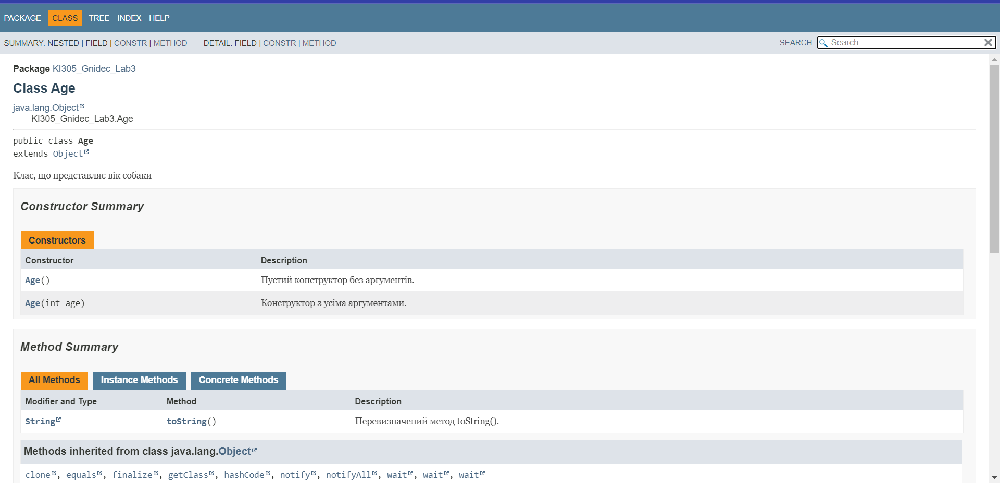 PACKAGE CLASS TREE INDEX HELP
SUMMARY: NESTED | FIELD | CONSTR | METHOD DETAIL: FIELD | CONSTR | METHOD SEARCH Search
Package KI305_Gnidec_Lab3
Class Age
java.lang.Object
KI305_Gnidec_Lab3.Age
public class Age
extends Object
Клас, що представляє вік собаки
Constructor Summary
Constructors
Constructor Description
Age() Пустий конструктор без аргументів.
Age(int age) Конструктор з усіма аргументами.
Method Summary
All Methods Instance Methods Concrete Methods
Modifier and Type Method Description
String toString() Перевизначений метод toString().
Methods inherited from class java.lang.Object
clone, equals, finalize, getClass, hashCode, notify, notifyAll, wait, wait, wait